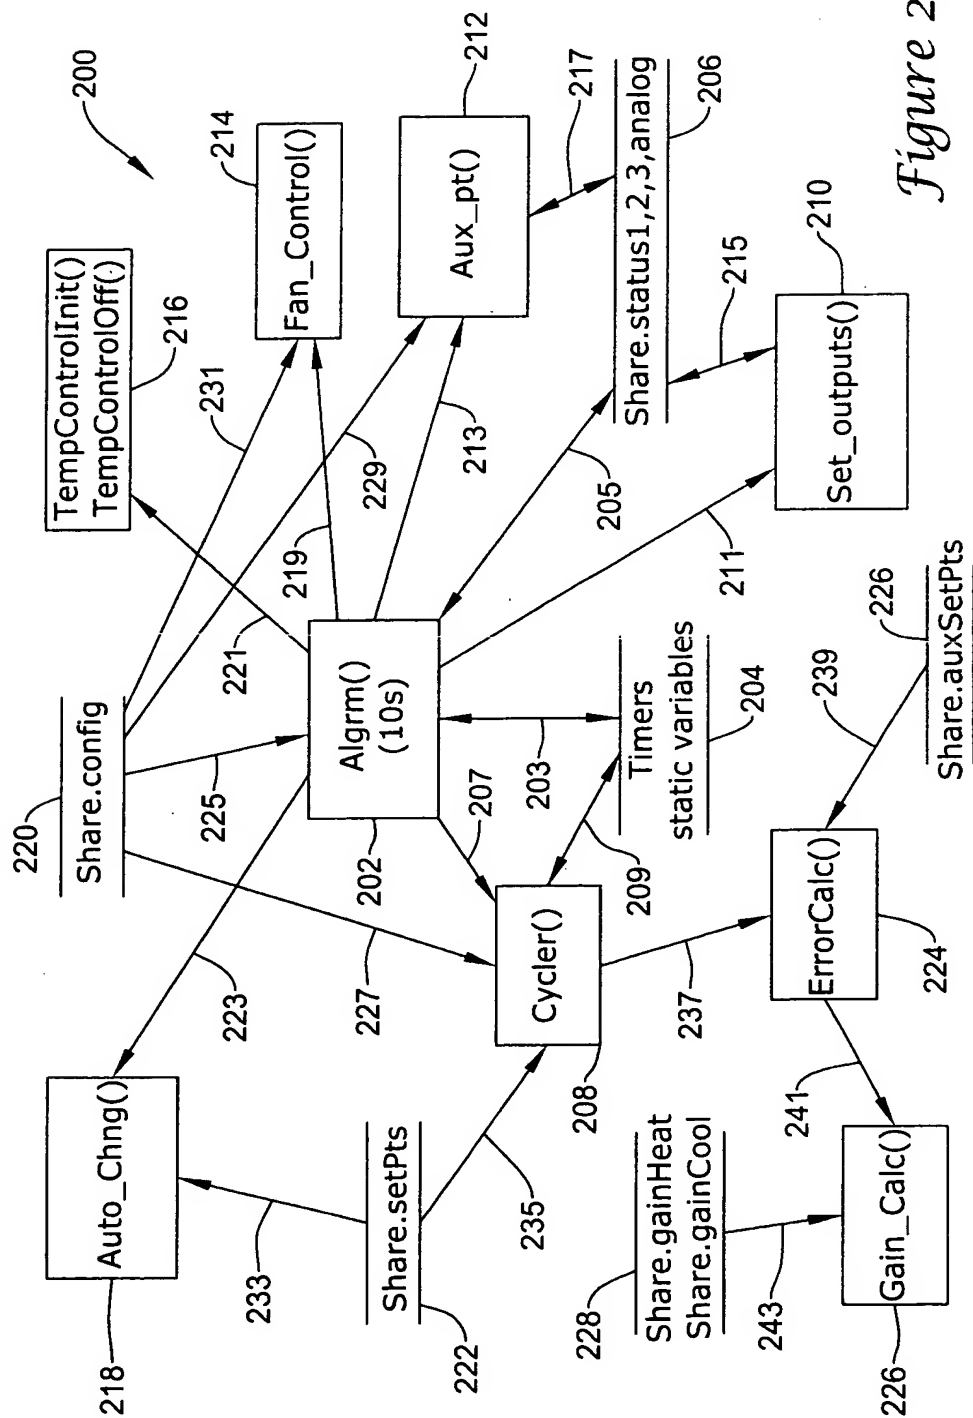 220
200
218
Auto_Chng()
Share.config
TempControlInit()
TempControlOff()
216
233
223
225
221
231
214
219
Fan_Control()
222
Share.setPts
227
202
Algrm()
(10s)
229
213
Aux_pt()
212
235
Cycler()
207
203
217
228
208
209
205
Share.gainHeat
Share.gainCool
Timers
static variables
Share.status1,2,3,analog
206
237
204
211
215
243
241
ErrorCalc()
239
Set_outputs()
210
226
Gain_Calc()
224
226
Share.auxSetPts
Figure 2